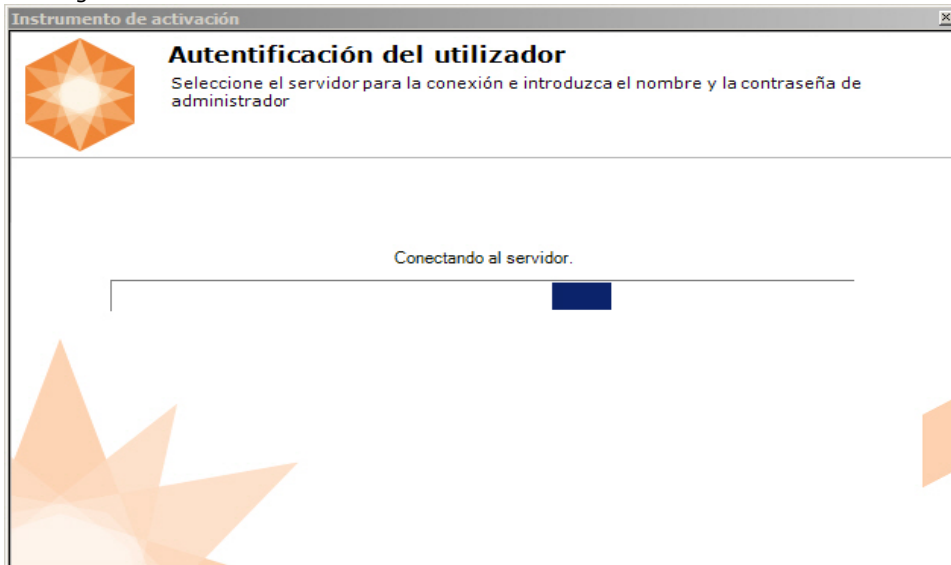 Instrumento de activación
Autentificación del utilizador
Seleccione el servidor para la conexión e introduzca el nombre y la contraseña de
administrador
Conectando al servidor.